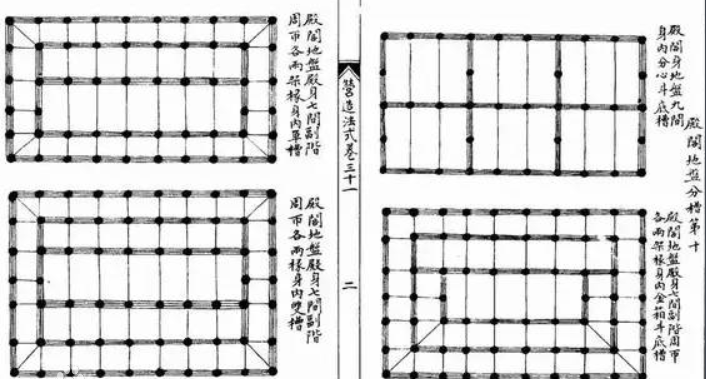 殿閣地盤分槽第十
殿閣身地盤九間
身內分心斗底槽
殿閣地盤殿身七間副階周帀
各兩架椽身內金箱斗底槽
營造法式卷三十一
二
殿閣地盤殿身七間副階
周帀各兩架椽身內單槽
殿閣地盤殿身七間副階
周帀各兩椽身內雙槽